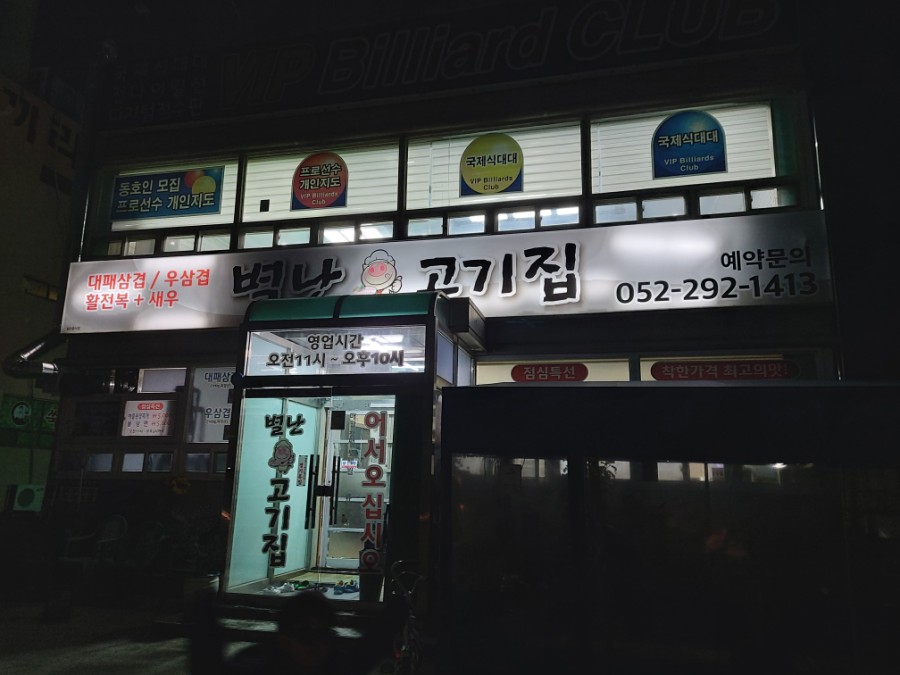 VIP Billiard CLUB
동호인 모집
프로선수 개인지도
프로선수
개인지도
VIP Billiards
Club
국제식대대
VIP Billiards
Club
국제식대대
VIP Billiards
Club
대패삼겹 / 우삼겹
활전복 + 새우
별난 고기집
예약문의
052-292-1413
영업시간
오전11시 ~ 오후10시
점심특선
착한가격 최고의맛!
대패삼
우삼겹
점심특선
별난
고기집
어서오십시오